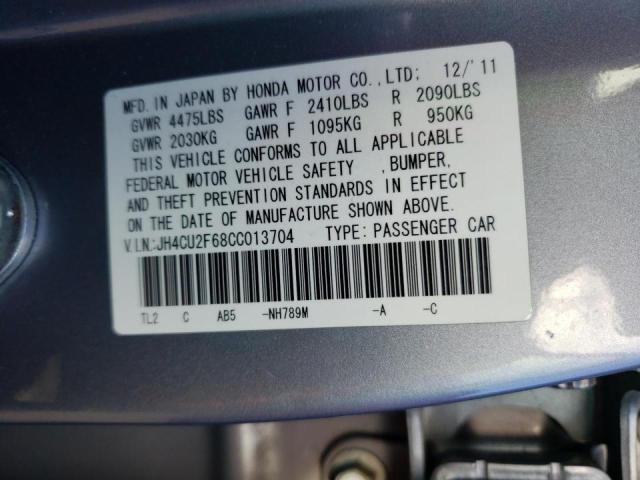 MFD. IN JAPAN BY HONDA MOTOR CO., LTD: 12/'11
GVWR 4475LBS GAWR F 2410LBS R 2090LBS
GVWR 2030KG GAWR F 1095KG R 950KG
THIS VEHICLE CONFORMS TO ALL APPLICABLE
FEDERAL MOTOR VEHICLE SAFETY , BUMPER,
AND THEFT PREVENTION STANDARDS IN EFFECT
ON THE DATE OF MANUFACTURE SHOWN ABOVE.
V.I.N.:JH4CU2F68CC013704 TYPE: PASSENGER CAR
TL2 C AB5 -NH789M -A -C